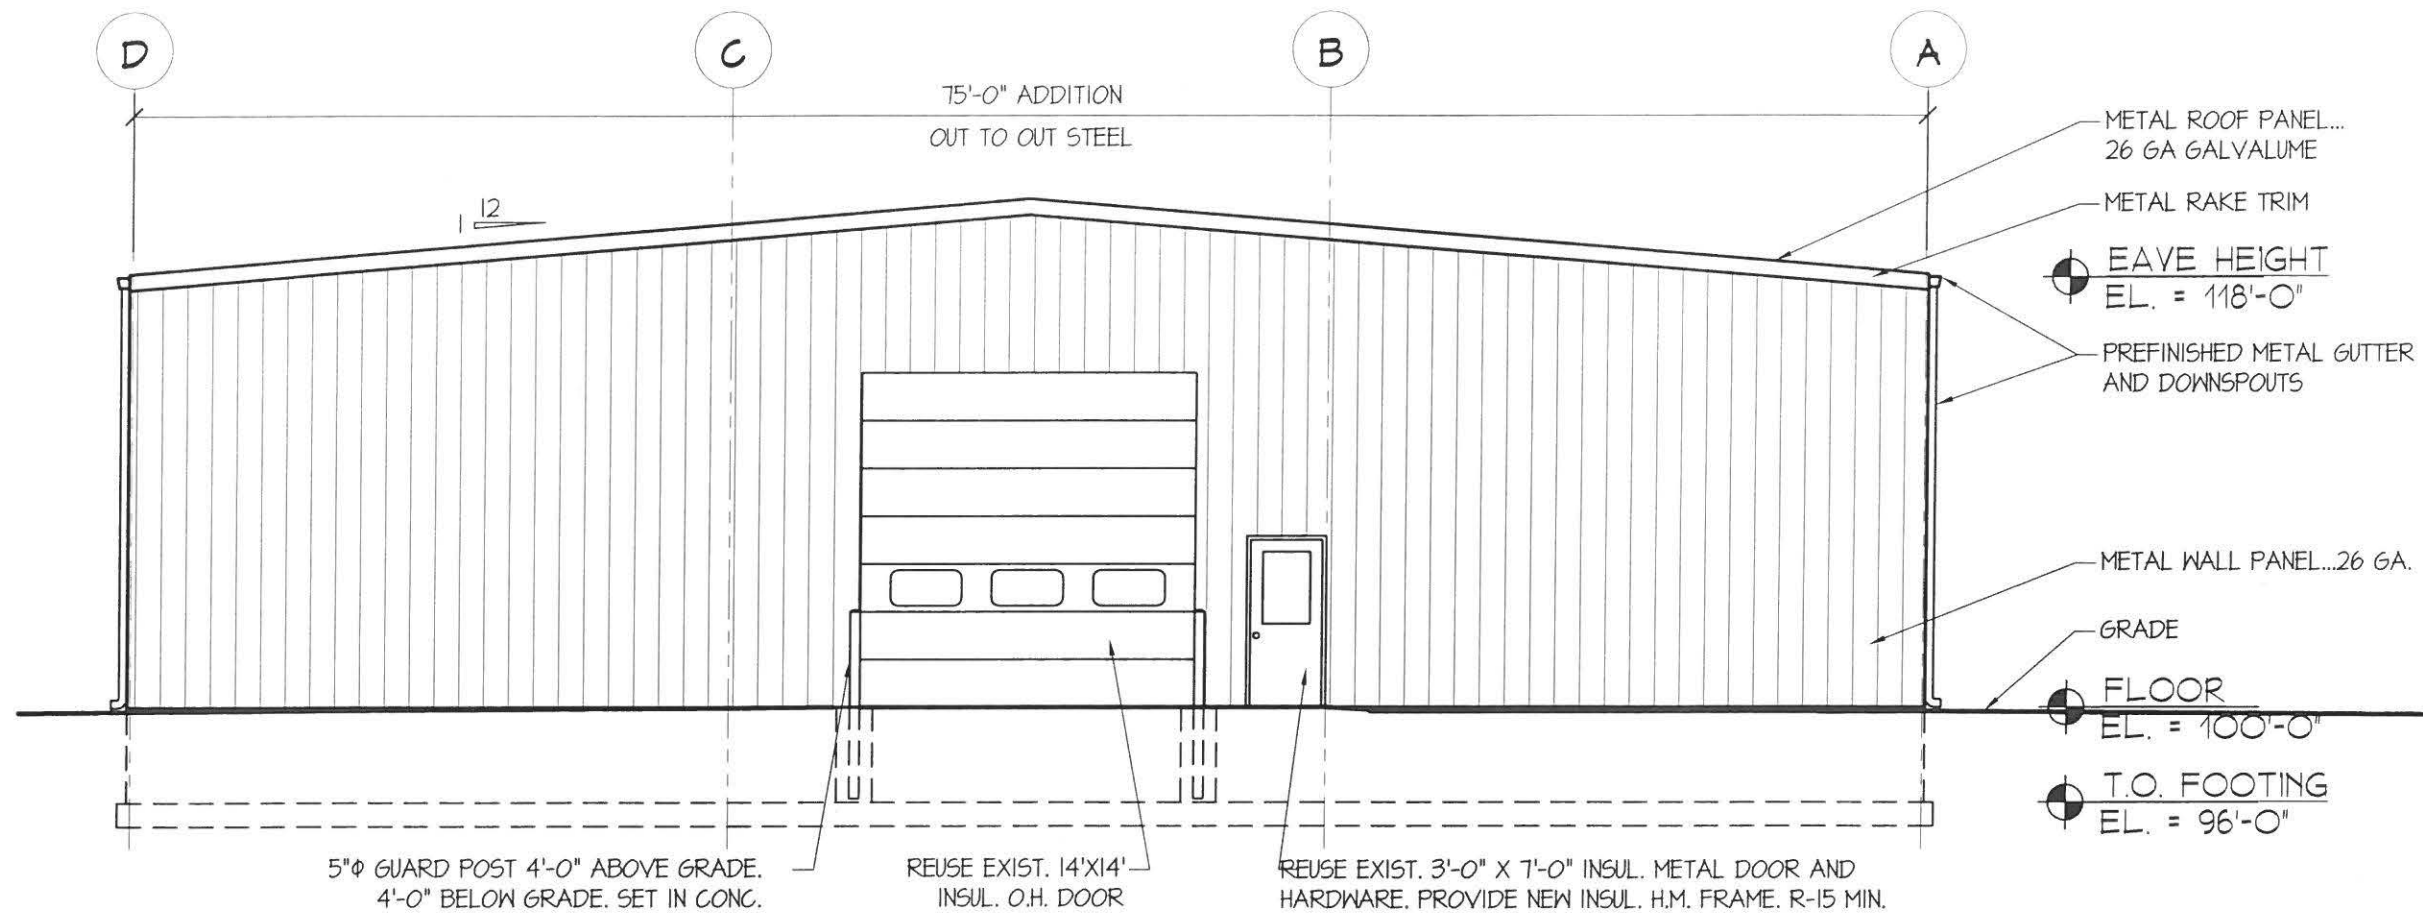 D
C
B
A
75'-0" ADDITION
OUT TO OUT STEEL
METAL ROOF PANEL...
26 GA GALVALUME
12
1
METAL RAKE TRIM
EAVE HEIGHT
EL. = 118'-0"
PREFINISHED METAL GUTTER
AND DOWNSPOUTS
METAL WALL PANEL...26 GA.
GRADE
FLOOR
EL. = 100'-0"
T.O. FOOTING
EL. = 96'-0"
5"Φ GUARD POST 4'-0" ABOVE GRADE.
4'-0" BELOW GRADE. SET IN CONC.
REUSE EXIST. 14'X14'
INSUL. O.H. DOOR
REUSE EXIST. 3'-0" X 7'-0" INSUL. METAL DOOR AND
HARDWARE. PROVIDE NEW INSUL. H.M. FRAME. R-15 MIN.